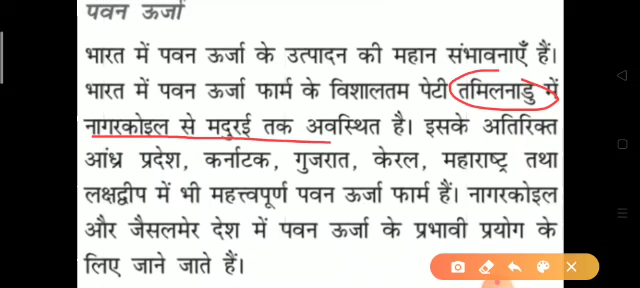 पवन ऊर्जा
भारत में पवन ऊर्जा के उत्पादन की महान संभावनाएँ हैं।
भारत में पवन ऊर्जा फार्म के विशालतम पेटी तमिलनाडु में
नागरकोइल से मदुरई तक अवस्थित है। इसके अतिरिक्त
आंध्र प्रदेश, कर्नाटक, गुजरात, केरल, महाराष्ट्र तथा
लक्षद्वीप में भी महत्त्वपूर्ण पवन ऊर्जा फार्म हैं। नागरकोइल
और जैसलमेर देश में पवन ऊर्जा के प्रभावी प्रयोग के
लिए जाने जाते हैं।